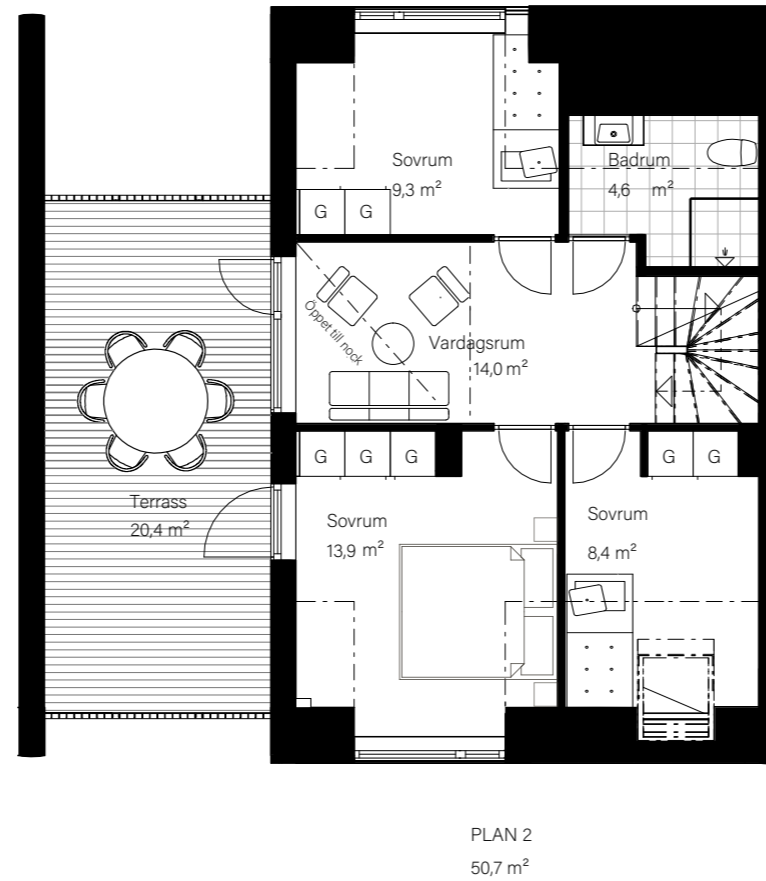 Sovrum
9,3 m²
Badrum
4,6 m²
G G
Öppet till nock
Vardagsrum
14,0 m²
G G G
G G
Terrass
20,4 m²
Sovrum
13,9 m²
Sovrum
8,4 m²
PLAN 2
50,7 m²